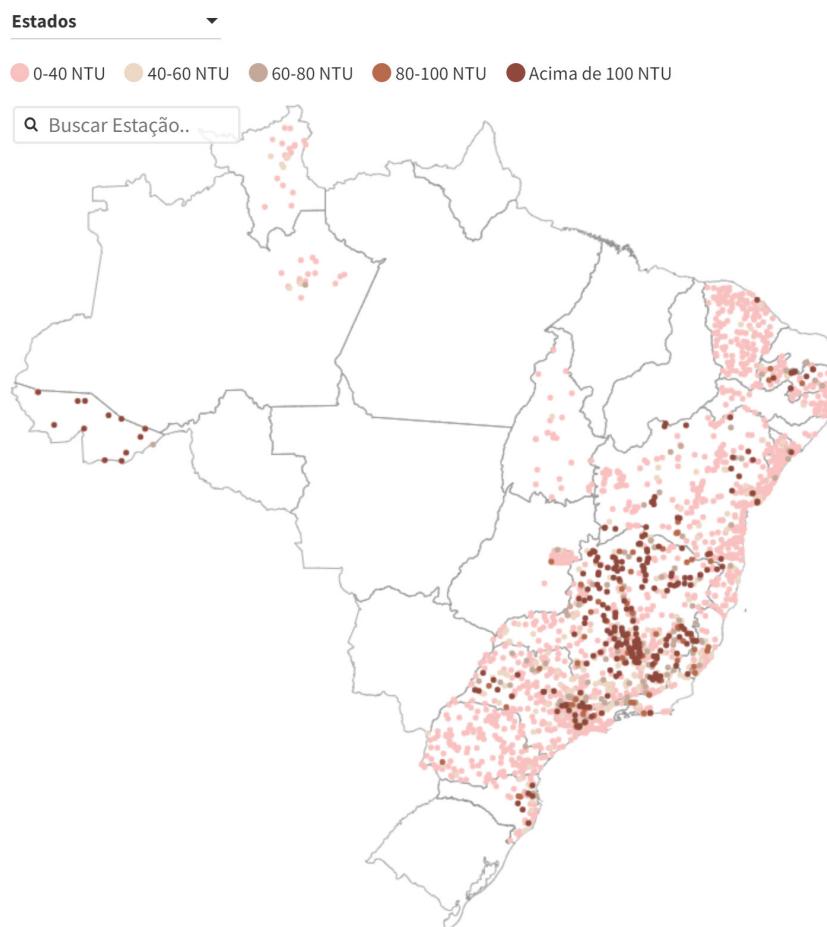 Estados
0-40 NTU 40-60 NTU 60-80 NTU 80-100 NTU Acima de 100 NTU
Buscar Estação..